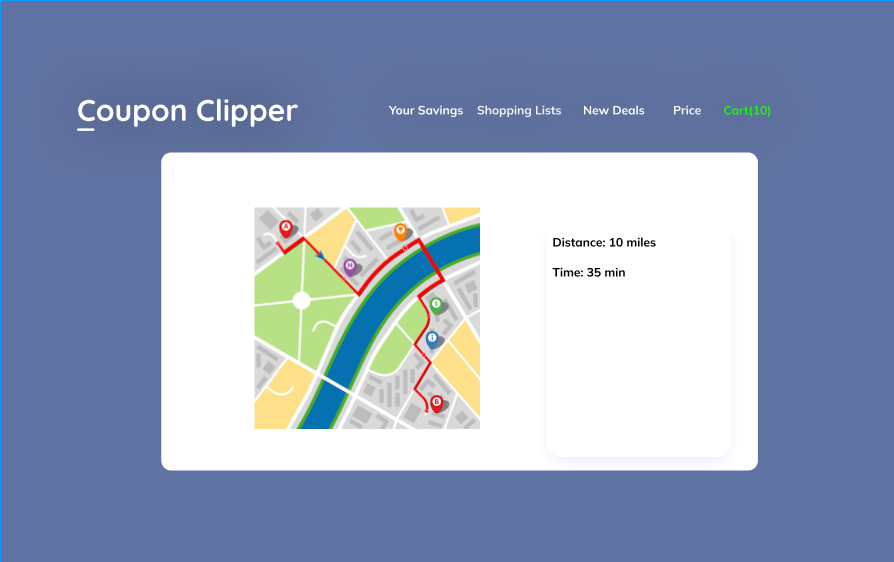 Coupon Clipper
Your Savings Shopping Lists New Deals Price Cart(10)
A
Y
H
S
i
B
Distance: 10 miles
Time: 35 min